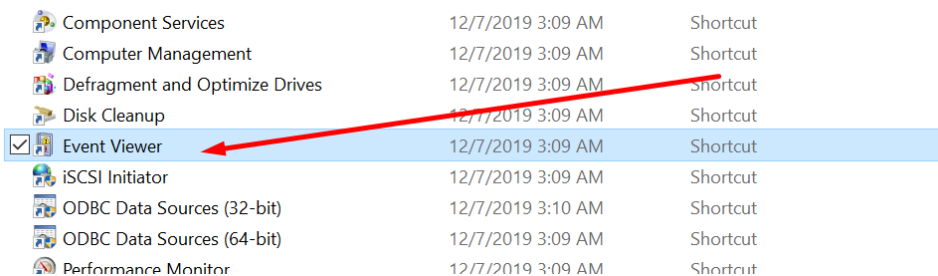 Component Services 12/7/2019 3:09 AM Shortcut
Computer Management 12/7/2019 3:09 AM Shortcut
Defragment and Optimize Drives 12/7/2019 3:09 AM Shortcut
Disk Cleanup 12/7/2019 3:09 AM Shortcut
Event Viewer 12/7/2019 3:09 AM Shortcut
iSCSI Initiator 12/7/2019 3:09 AM Shortcut
ODBC Data Sources (32-bit) 12/7/2019 3:10 AM Shortcut
ODBC Data Sources (64-bit) 12/7/2019 3:09 AM Shortcut
Performance Monitor 12/7/2019 3:09 AM Shortcut